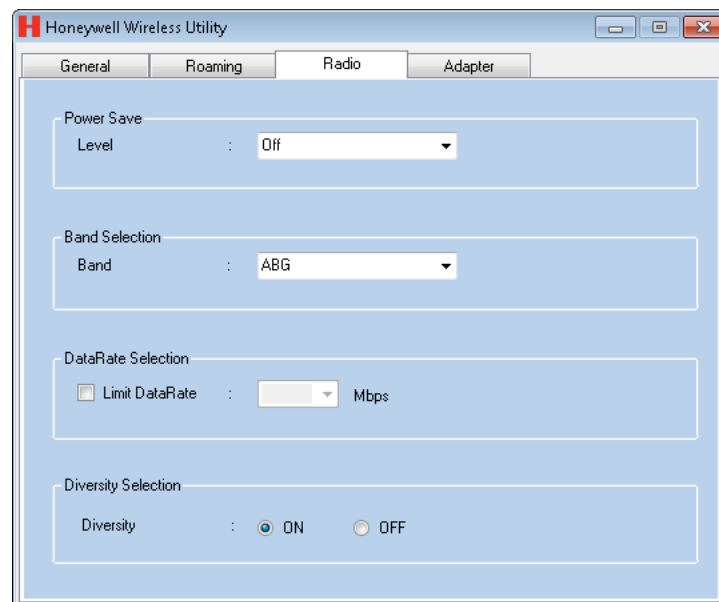 Honeywell Wireless Utility
General Roaming Radio Adapter
Power Save
Level : Off
Band Selection
Band : ABG
DataRate Selection
Limit DataRate : Mbps
Diversity Selection
Diversity : ON OFF